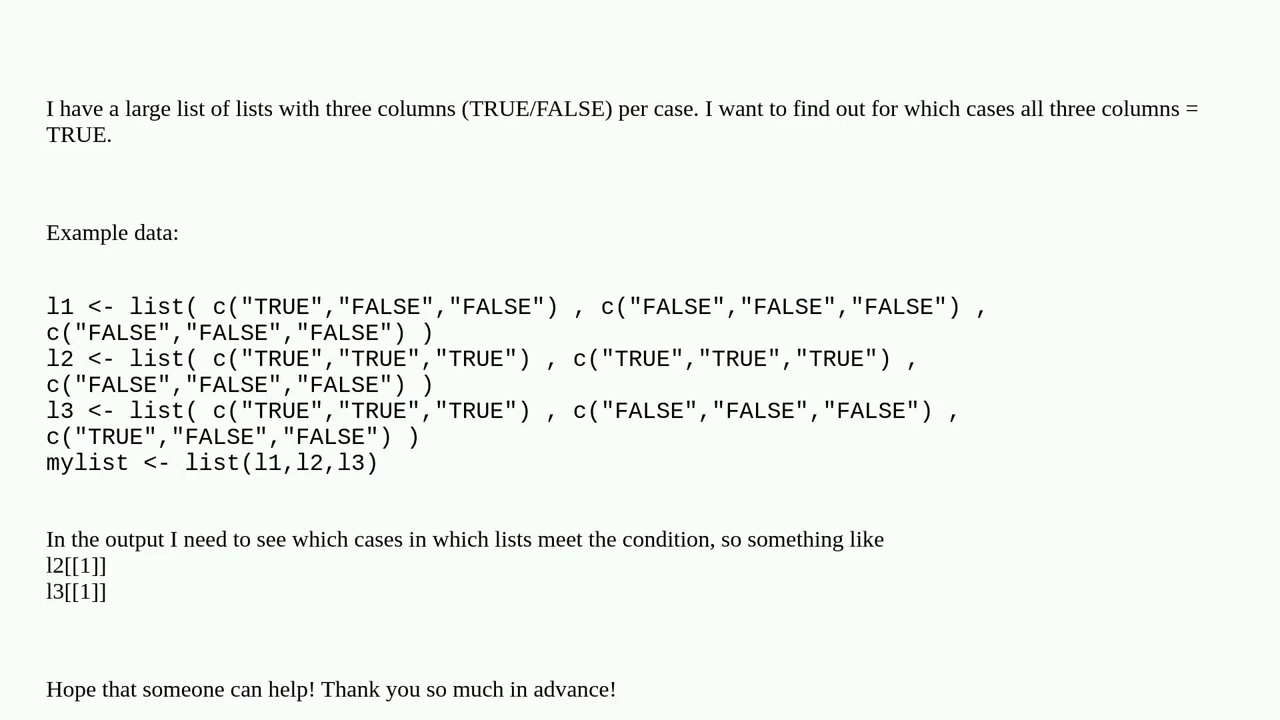 I have a large list of lists with three columns (TRUE/FALSE) per case. I want to find out for which cases all three columns =
TRUE.
Example data:
l1 <- list( c("TRUE","FALSE","FALSE") , c("FALSE","FALSE","FALSE") ,
c("FALSE","FALSE","FALSE") )
l2 <- list( c("TRUE","TRUE","TRUE") , c("TRUE","TRUE","TRUE") ,
c("FALSE","FALSE","FALSE") )
l3 <- list( c("TRUE","TRUE","TRUE") , c("FALSE","FALSE","FALSE") ,
c("TRUE","FALSE","FALSE") )
mylist <- list(l1,l2,l3)
In the output I need to see which cases in which lists meet the condition, so something like
l2[[1]]
l3[[1]]
Hope that someone can help! Thank you so much in advance!